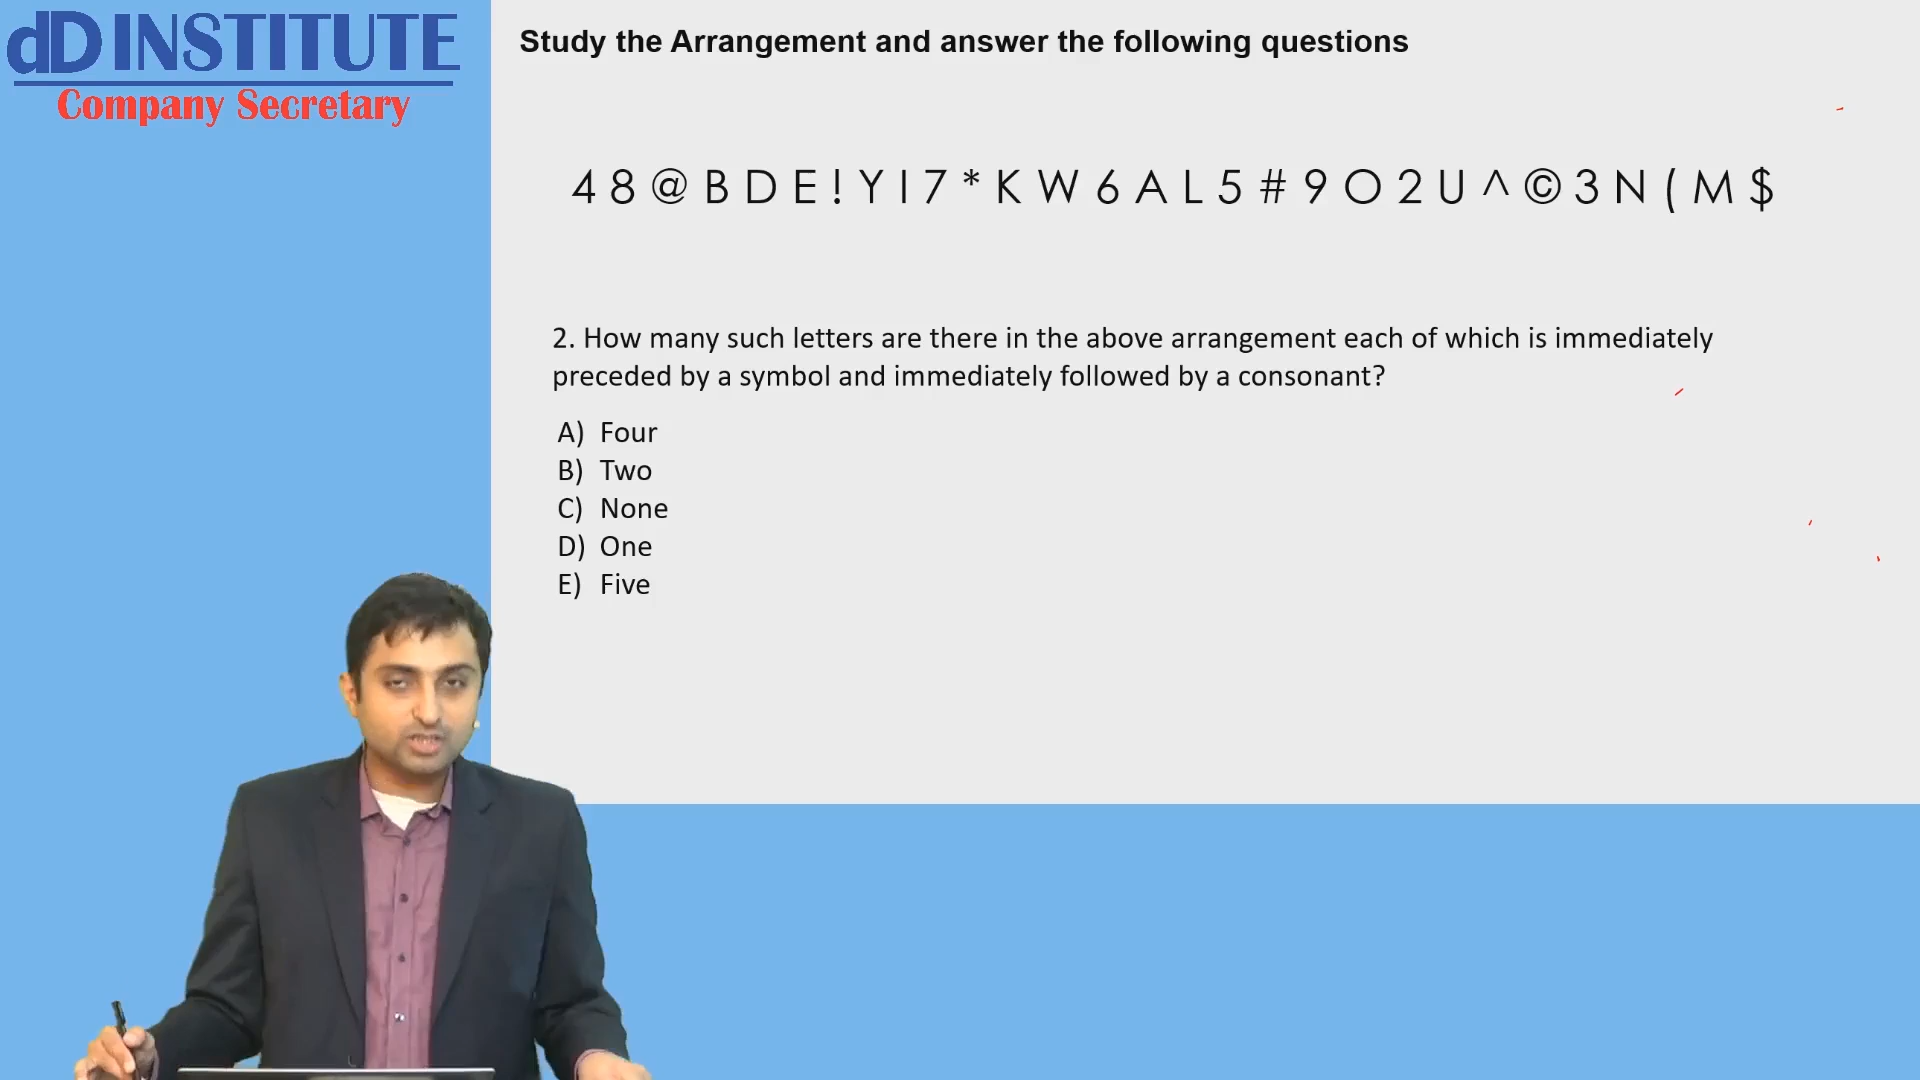 dD INSTITUTE
Company Secretary
Study the Arrangement and answer the following questions
4 8 @ B D E ! Y I 7 * K W 6 A L 5 # 9 O 2 U ^ © 3 N ( M $
2. How many such letters are there in the above arrangement each of which is immediately
preceded by a symbol and immediately followed by a consonant?
A) Four
B) Two
C) None
D) One
E) Five